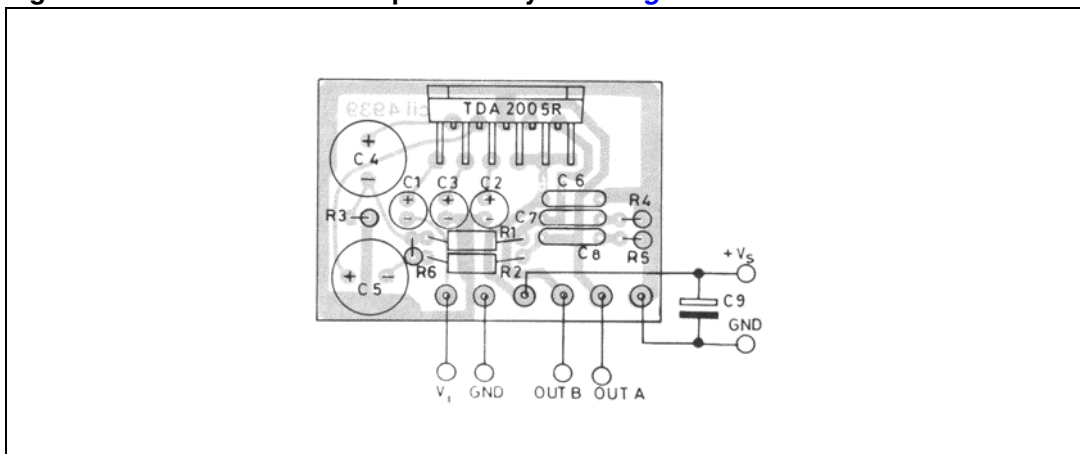 TDA 2005R
C4
C1 C3 C2
C6
C7
C8
R4
R3
R1
R5
R6 R2
C5
+Vs
C9
GND
Vi GND OUT B OUT A